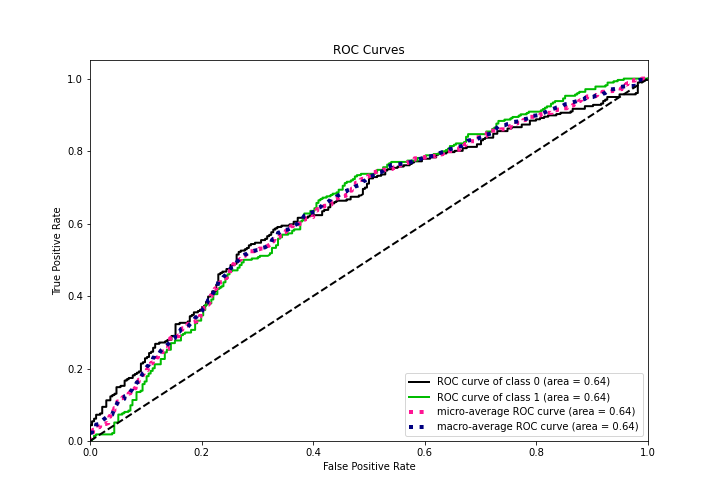 ROC Curves
1.0
0.8
0.6
0.4
0.2
0.0
True Positive Rate
ROC curve of class 0 (area = 0.64)
ROC curve of class 1 (area = 0.64)
micro-average ROC curve (area = 0.64)
macro-average ROC curve (area = 0.64)
0.0 0.2 0.4 0.6 0.8 1.0
False Positive Rate